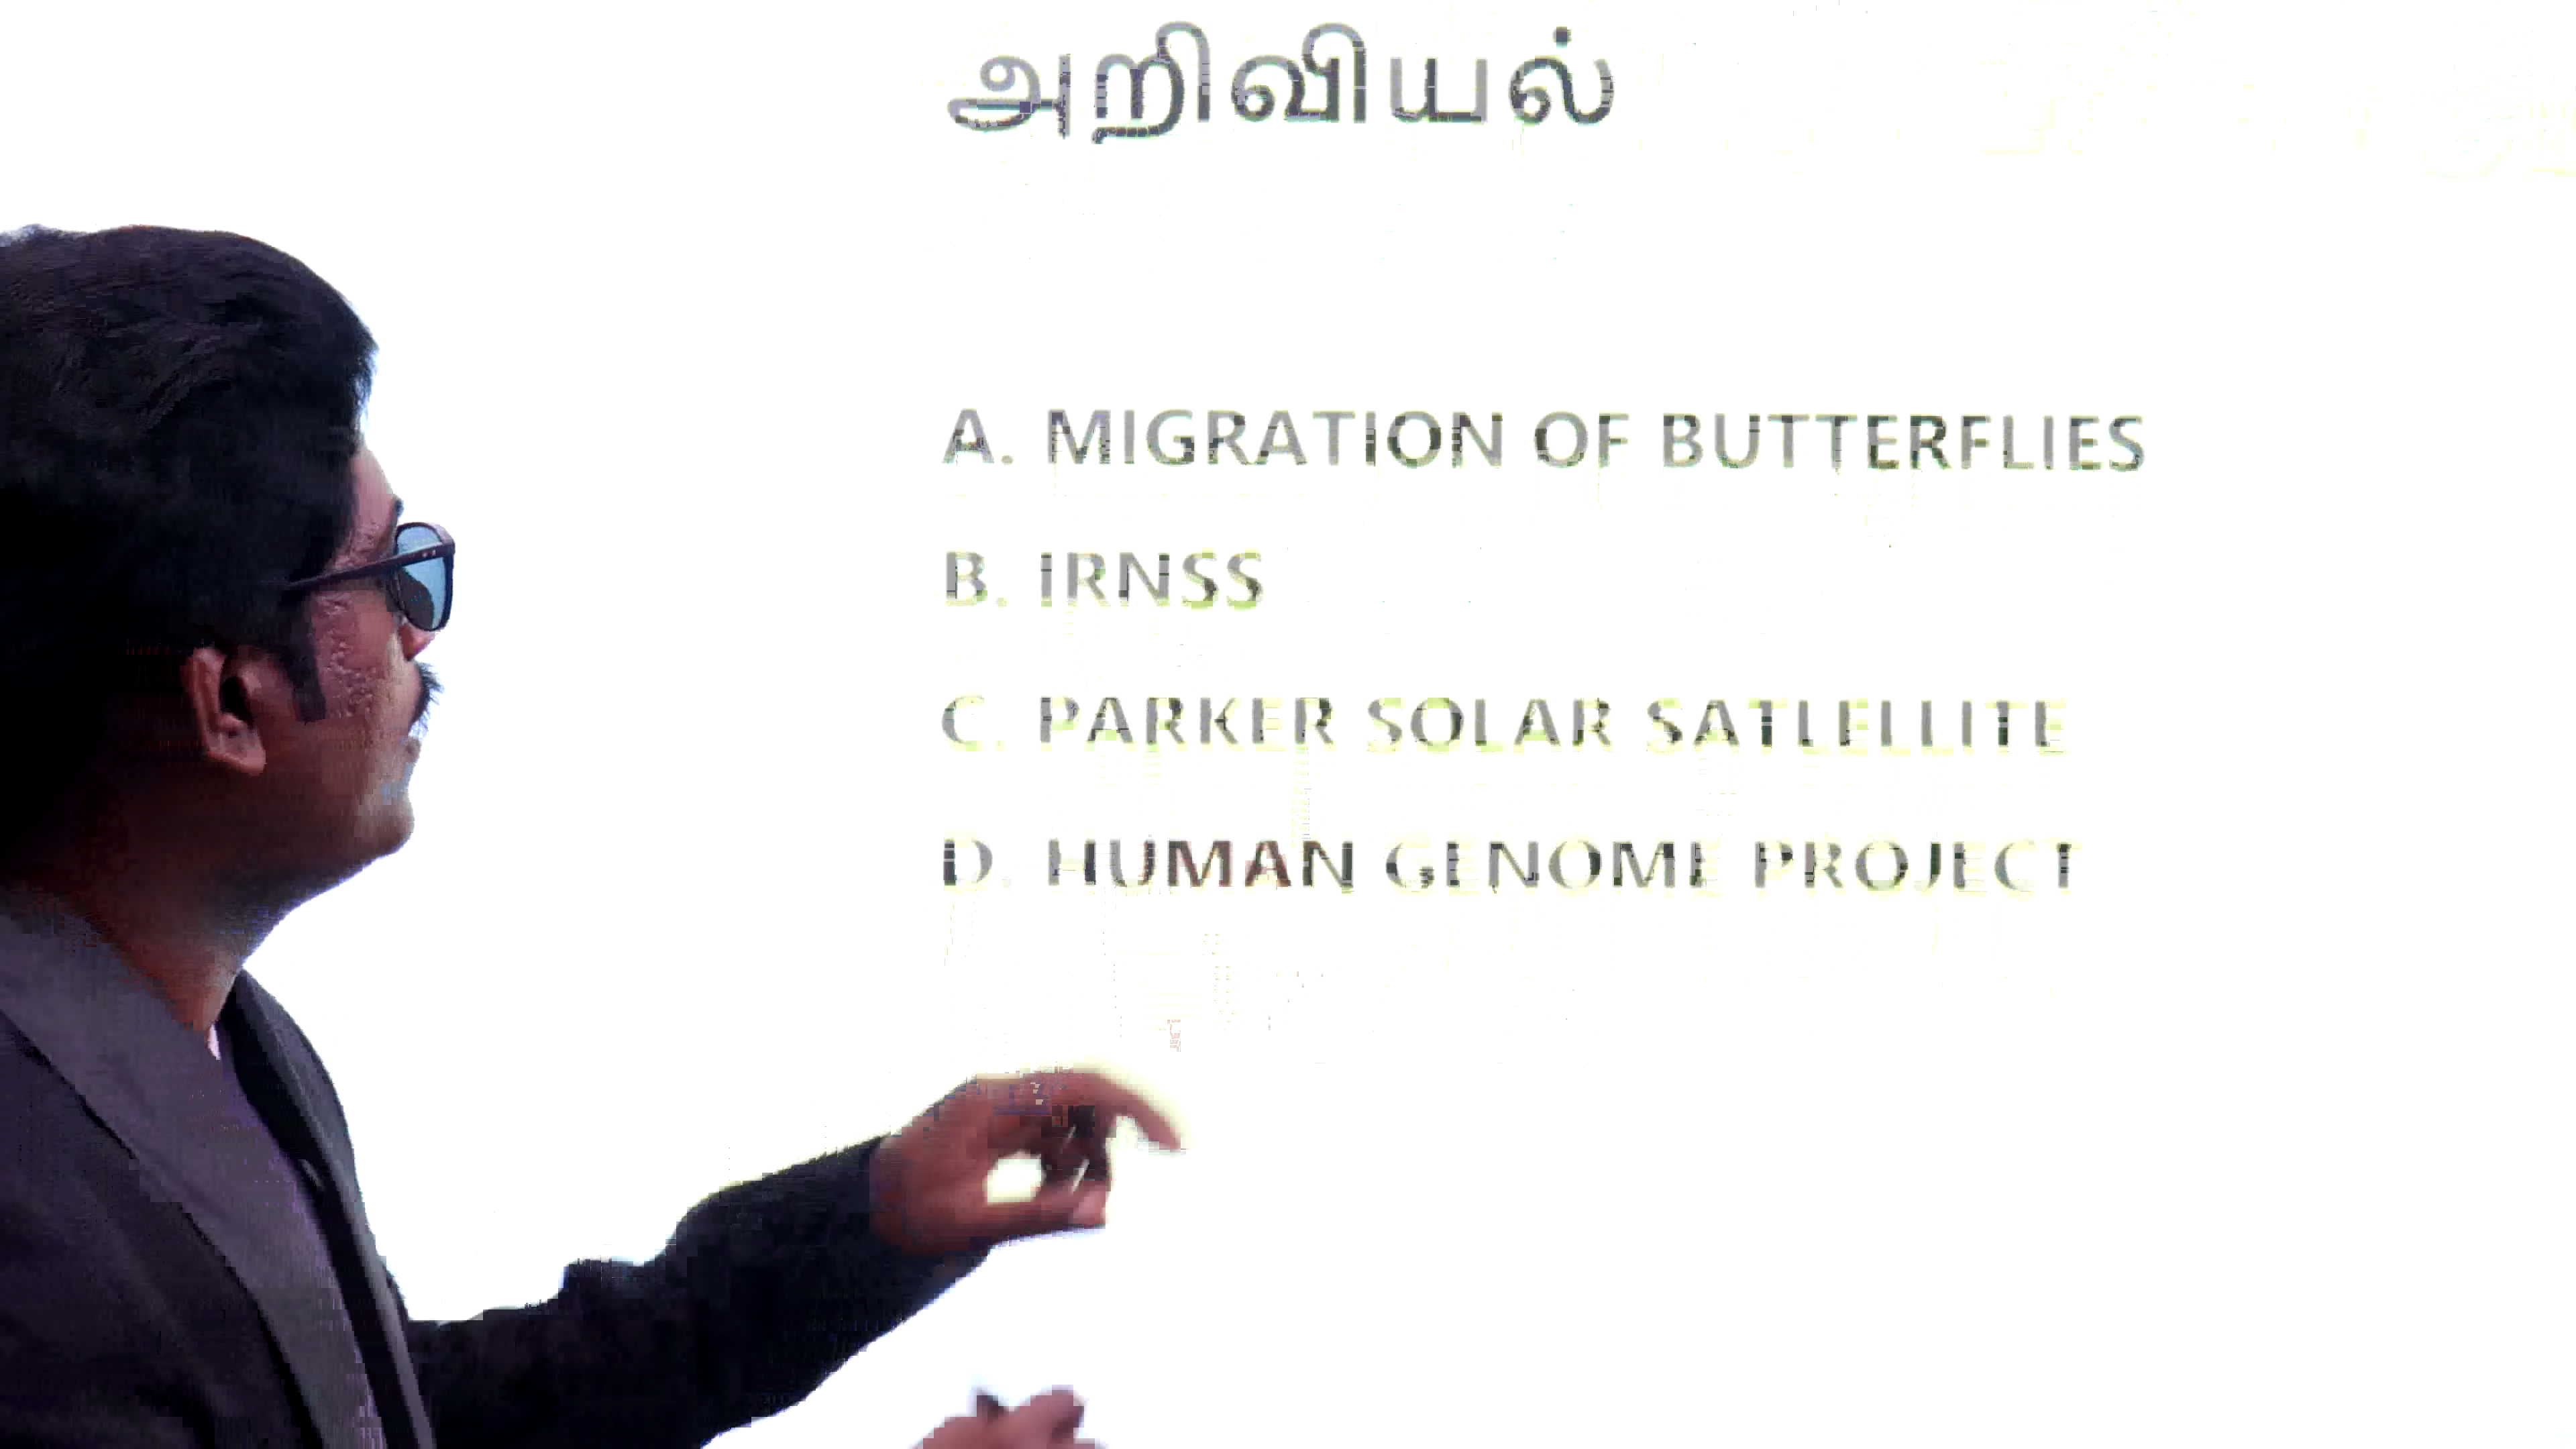 அறிவியல்
A. MIGRATION OF BUTTERFLIES
B. IRNSS
C. PARKER SOLAR SATLELLITE
D. HUMAN GENOME PROJECT